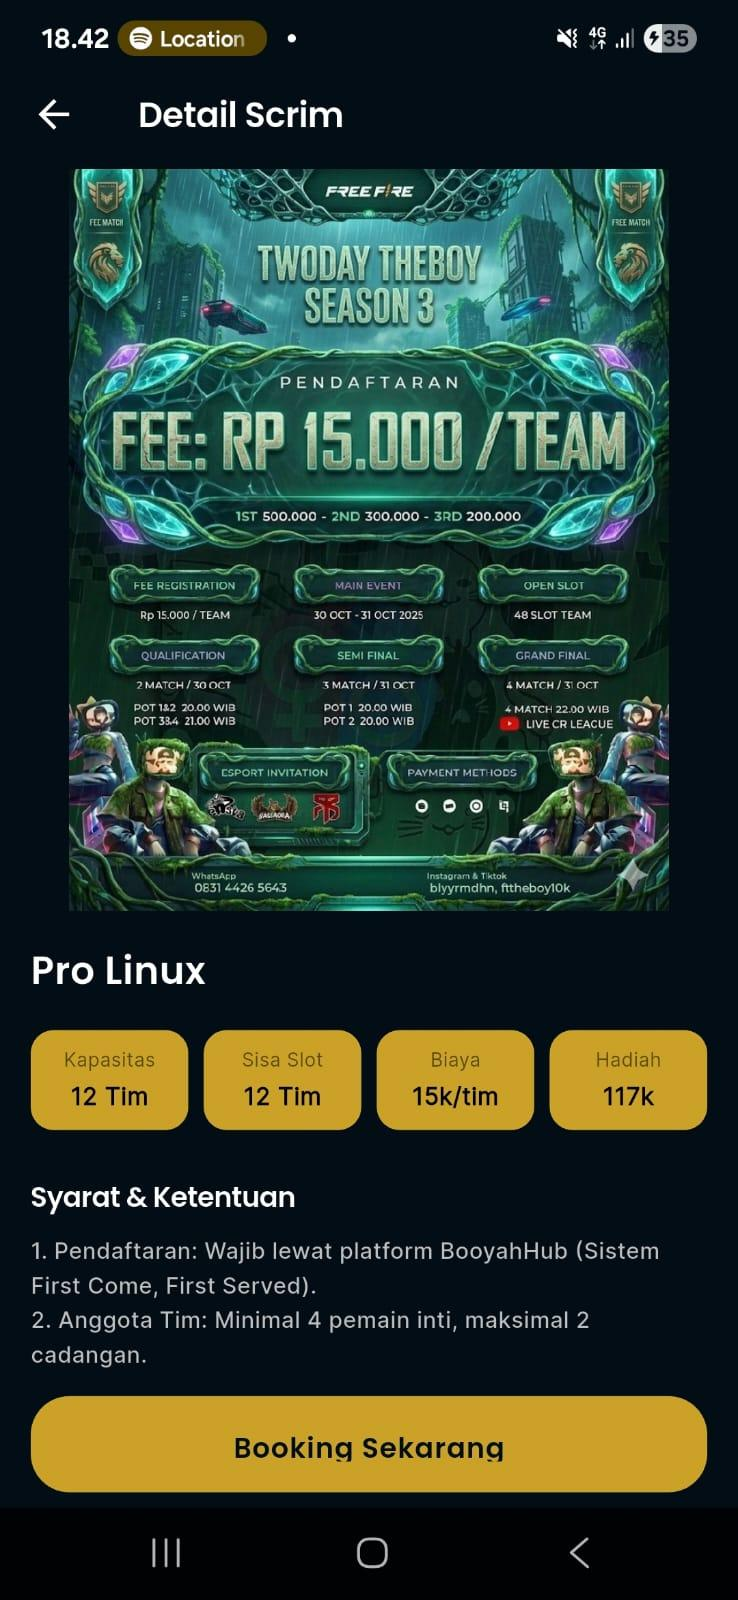 18.42 Location
4G 35
Detail Scrim
FREE FIRE
FEE MATCH
FREE MATCH
TWODAY THEBOY
SEASON 3
PENDAFTARAN
FEE: RP 15.000 /TEAM
1ST 500.000 - 2ND 300.000 - 3RD 200.000
FEE REGISTRATION
Rp 15.000 / TEAM
MAIN EVENT
30 OCT - 31 OCT 2025
OPEN SLOT
48 SLOT TEAM
QUALIFICATION
2 MATCH / 30 OCT
POT 1&2 20.00 WIB
POT 3&4 21.00 WIB
SEMI FINAL
3 MATCH / 31 OCT
POT 1 20.00 WIB
POT 2 20.00 WIB
GRAND FINAL
4 MATCH / 31 OCT
4 MATCH 22.00 WIB
LIVE CR LEAGUE
ESPORT INVITATION
PAYMENT METHODS
WhatsApp
0831 4426 5643
Instagram & Tiktok
blyyrmdhn, fttheboy10k
Pro Linux
Kapasitas
12 Tim
Sisa Slot
12 Tim
Biaya
15k/tim
Hadiah
117k
Syarat & Ketentuan
1. Pendaftaran: Wajib lewat platform BooyahHub (Sistem
First Come, First Served).
2. Anggota Tim: Minimal 4 pemain inti, maksimal 2
cadangan.
Booking Sekarang